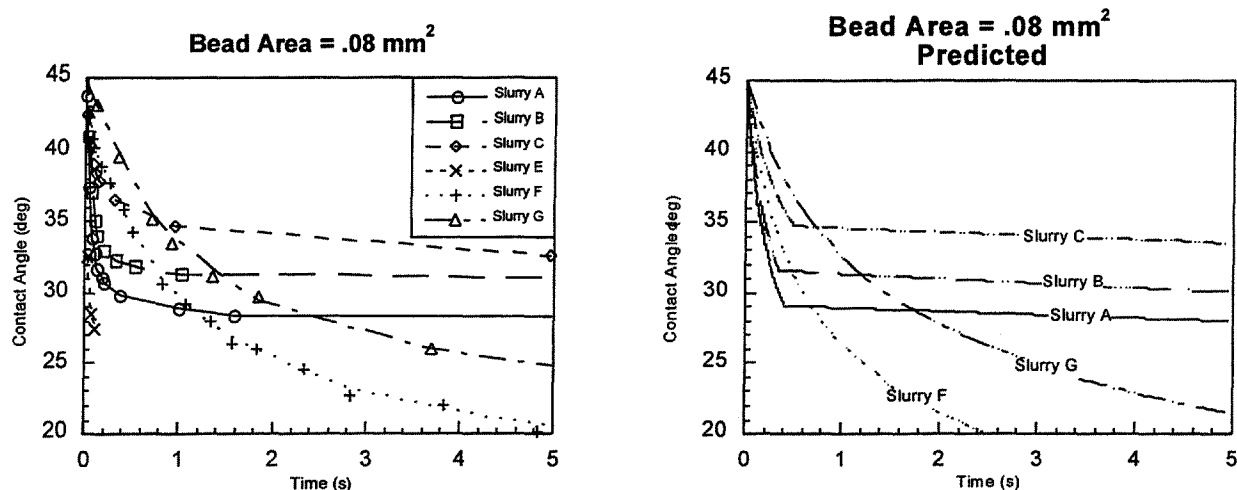 Bead Area = .08 mm²
45
40
35
30
25
20
Contact Angle (deg)
0
1
2
3
4
5
Time (s)
Slurry A
Slurry B
Slurry C
Slurry E
Slurry F
Slurry G
Bead Area = .08 mm²
Predicted
45
40
35
30
25
20
Contact Angle (deg)
Slurry C
Slurry B
Slurry A
Slurry G
Slurry F
0
1
2
3
4
5
Time (s)